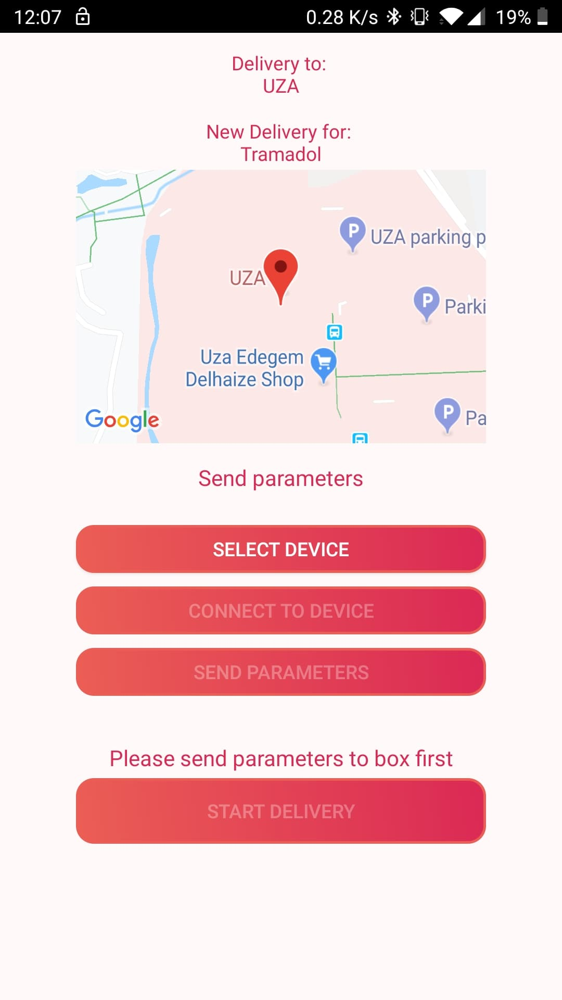 12:07 0.28 K/s 19%
Delivery to:
UZA
New Delivery for:
Tramadol
P UZA parking p
UZA
P Parki
Uza Edegem
Delhaize Shop
P Pa
Google
Send parameters
SELECT DEVICE
CONNECT TO DEVICE
SEND PARAMETERS
Please send parameters to box first
START DELIVERY